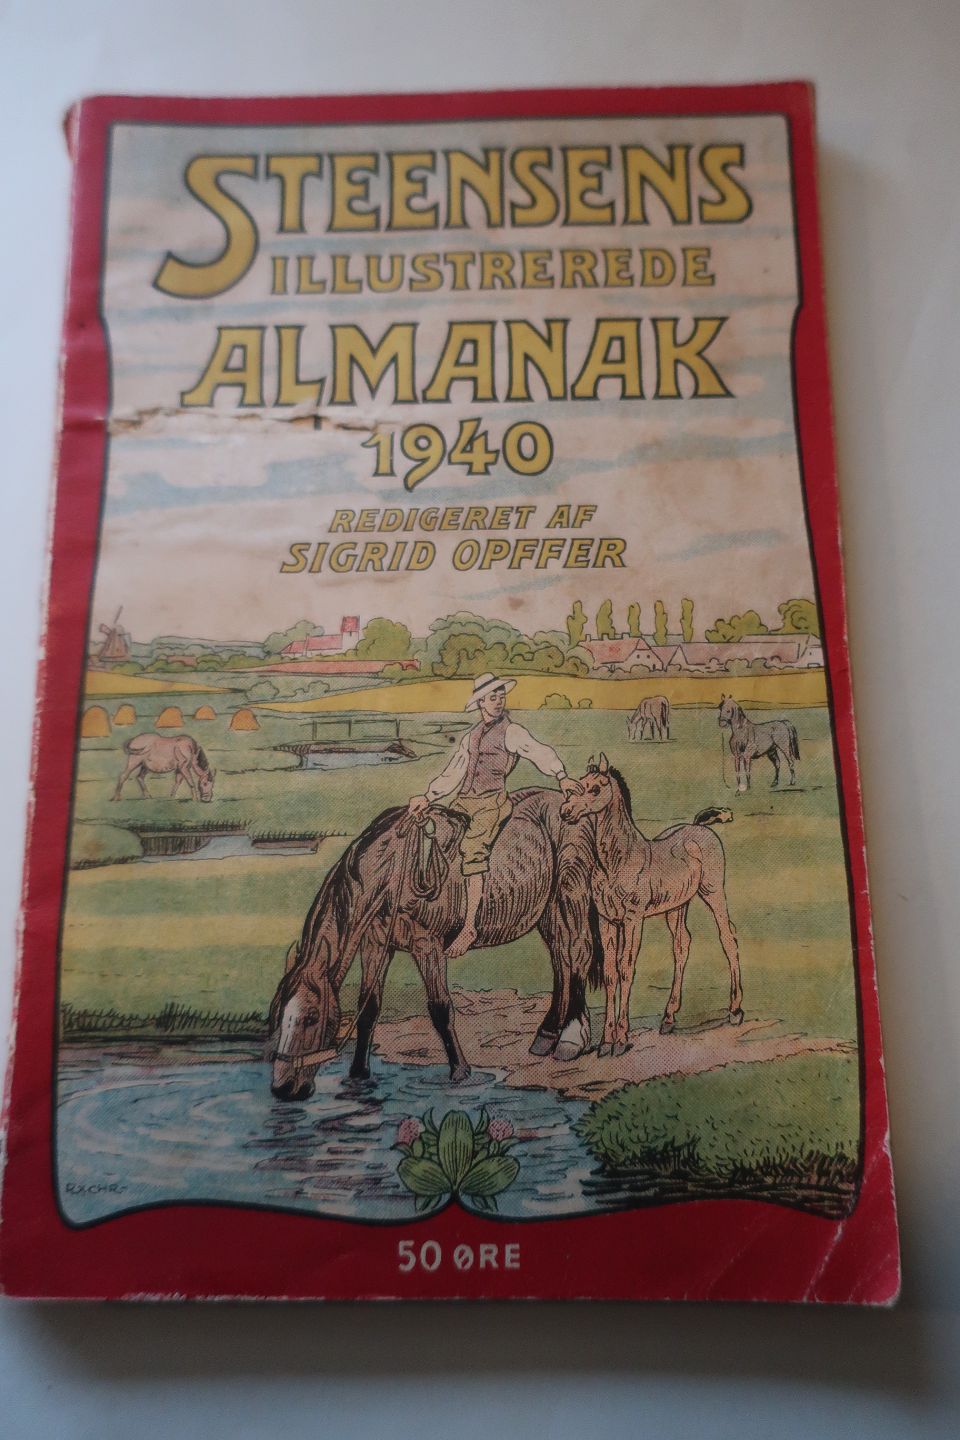 STEENSENS
ILLUSTREREDE
ALMANAK
1940
REDIGERET AF
SIGRID OPFFER
50 ØRE